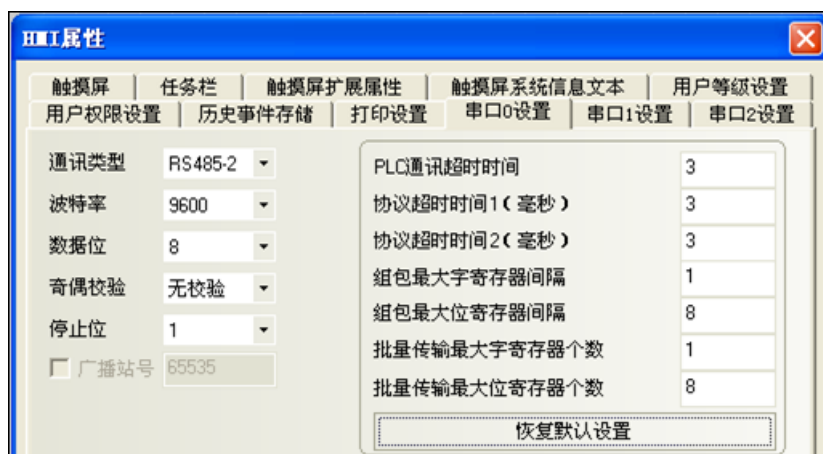 HMI属性
触摸屏 任务栏 触摸屏扩展属性 触摸屏系统信息文本 用户等级设置
用户权限设置 历史事件存储 打印设置 串口0设置 串口1设置 串口2设置
通讯类型 RS485-2
波特率 9600
数据位 8
奇偶校验 无校验
停止位 1
广播站号 65535
PLC通讯超时时间 3
协议超时时间1(毫秒) 3
协议超时时间2(毫秒) 3
组包最大字寄存器间隔 1
组包最大位寄存器间隔 8
批量传输最大字寄存器个数 1
批量传输最大位寄存器个数 8
恢复默认设置